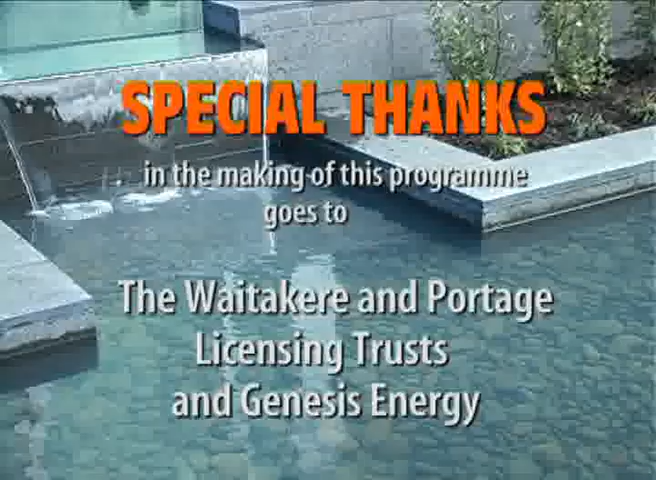 SPECIAL THANKS
in the making of this programme
goes to
The Waitakere and Portage
Licensing Trusts
and Genesis Energy